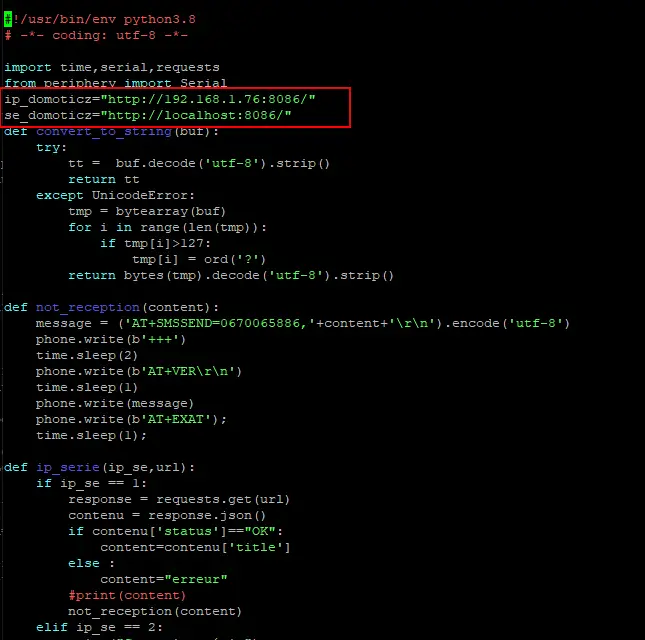 #!/usr/bin/env python3.8
# -*- coding: utf-8 -*-
import time,serial,requests
from periphery import Serial
ip_domoticz="http://192.168.1.76:8086/"
se_domoticz="http://localhost:8086/"
def convert_to_string(buf):
    try:
        tt =  buf.decode('utf-8').strip()
        return tt
    except UnicodeError:
        tmp = bytearray(buf)
        for i in range(len(tmp)):
            if tmp[i]>127:
                tmp[i] = ord('?')
        return bytes(tmp).decode('utf-8').strip()
def not_reception(content):
    message = ('AT+SMSSEND=0670065886,'+content+'\r\n').encode('utf-8')
    phone.write(b'+++')
    time.sleep(2)
    phone.write(b'AT+VER\r\n')
    time.sleep(1)
    phone.write(message)
    phone.write(b'AT+EXAT');
    time.sleep(1);
def ip_serie(ip_se,url):
    if ip_se == 1:
        response = requests.get(url)
        contenu = response.json()
        if contenu['status']=="OK":
            content=contenu['title']
        else :
            content="erreur"
        #print(content)
        not_reception(content)
    elif ip_se == 2: